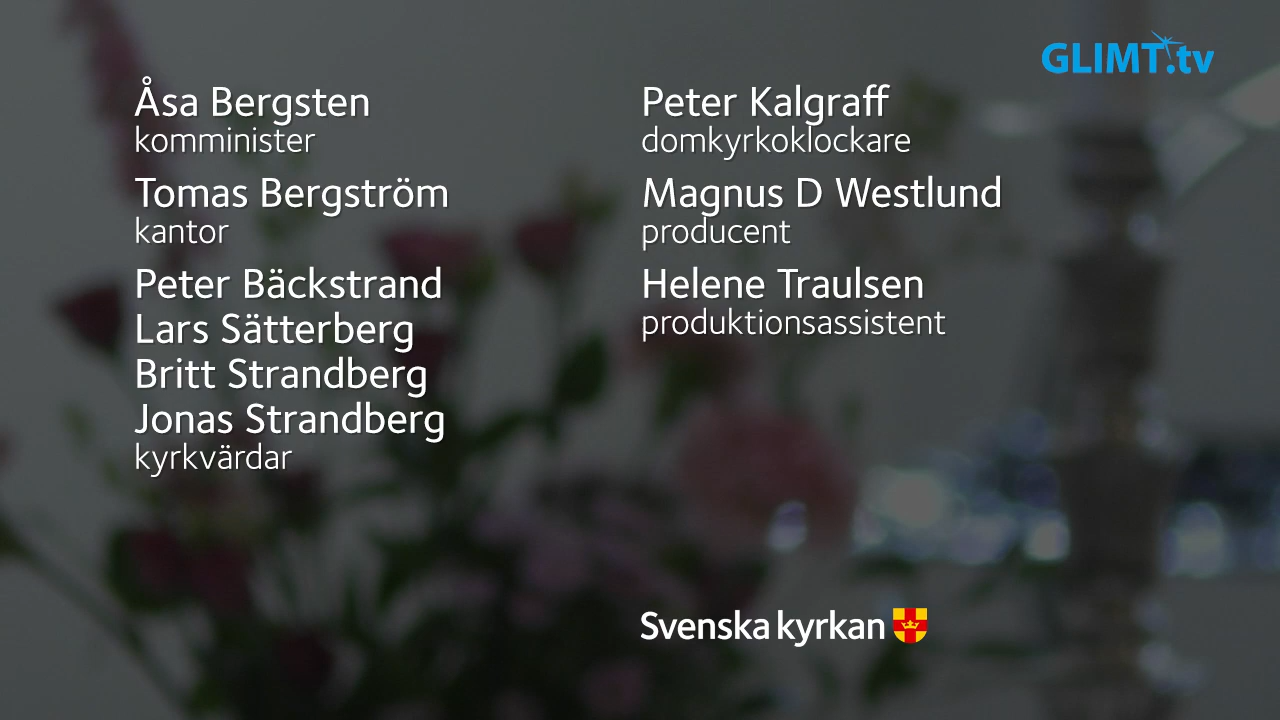 GLIMT.tv
Åsa Bergsten
komminister
Tomas Bergström
kantor
Peter Bäckstrand
Lars Sätterberg
Britt Strandberg
Jonas Strandberg
kyrkvärdar
Peter Kalgraff
domkyrkoklockare
Magnus D Westlund
producent
Helene Traulsen
produktionsassistent
Svenska kyrkan